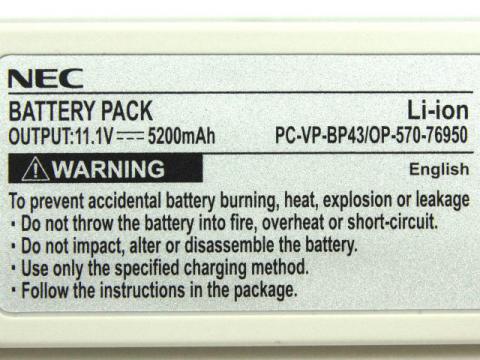 NEC
BATTERY PACK Li-ion
OUTPUT:11.1V⎓5200mAh PC-VP-BP43/OP-570-76950
⚠WARNING English
To prevent accidental battery burning, heat, explosion or leakage
・Do not throw the battery into fire, overheat or short-circuit.
・Do not impact, alter or disassemble the battery.
・Use only the specified charging method.
・Follow the instructions in the package.